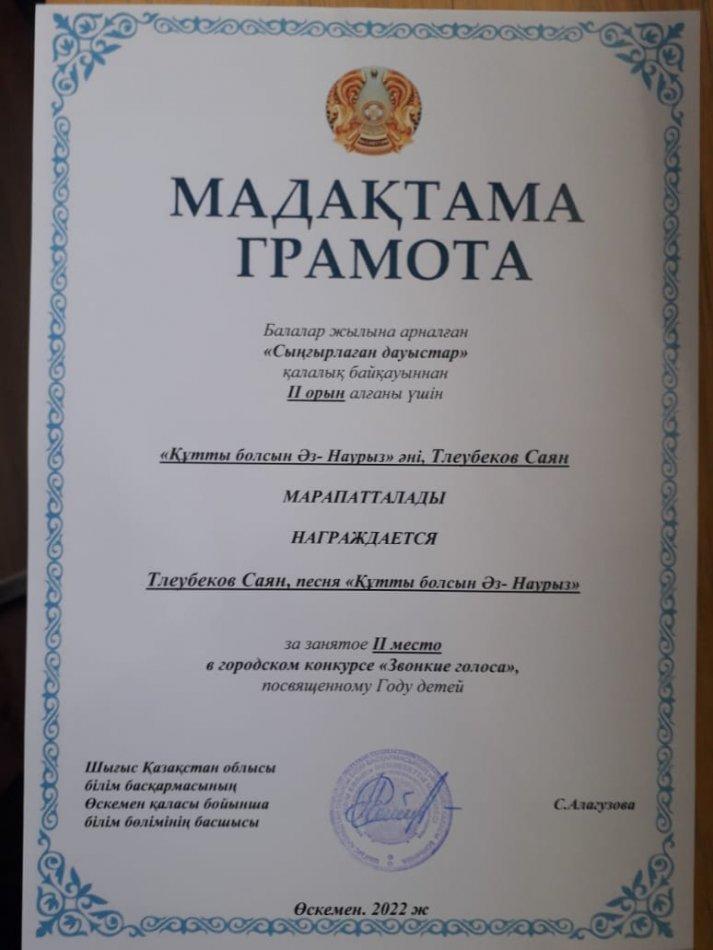 МАДАҚТАМА
ГРАМОТА
Балалар жылына арналған
«Сыңғырлаған дауыстар»
қалалық байқауыннан
II орын алғаны үшін
«Құтты болсын Әз- Наурыз» әні, Тлеубеков Саян
МАРАПАТТАЛАДЫ
НАГРАЖДАЕТСЯ
Тлеубеков Саян, песня «Құтты болсын Әз- Наурыз»
за занятое II место
в городском конкурсе «Звонкие голоса»,
посвященному Году детей
Шығыс Қазақстан облысы
білім басқармасының
Өскемен қаласы бойынша
білім бөлімінің басшысы
С.Алагузова
Өскемен. 2022 ж